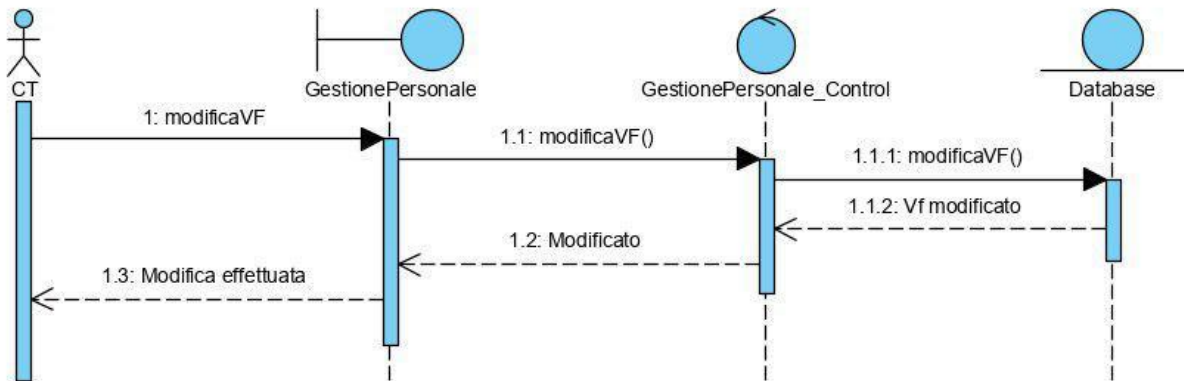 CT
GestionePersonale
GestionePersonale_Control
Database
1: modificaVF
1.1: modificaVF()
1.1.1: modificaVF()
1.1.2: Vf modificato
1.2: Modificato
1.3: Modifica effettuata